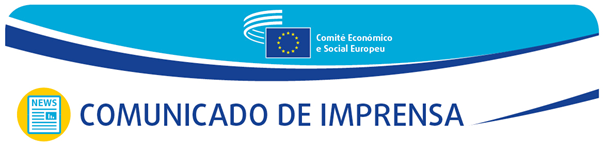 Comité Económico
e Social Europeu
NEWS
COMUNICADO DE IMPRENSA